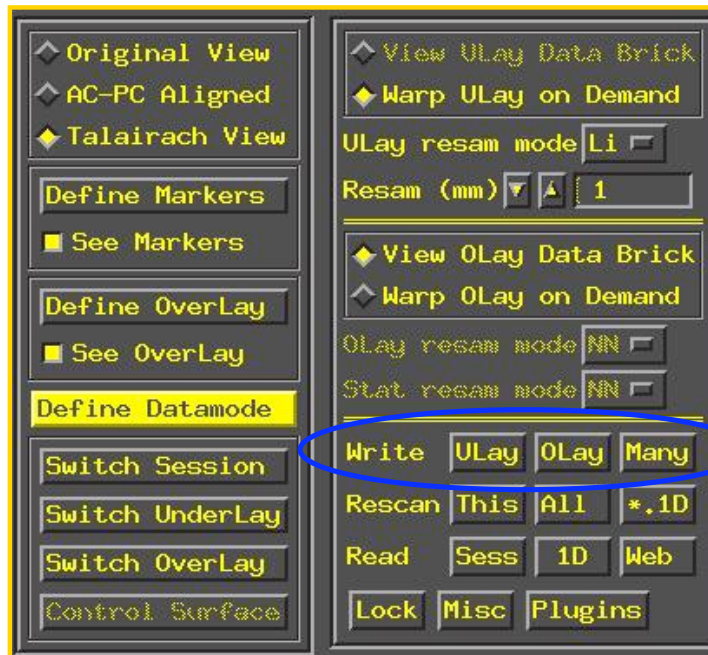 Original View
AC-PC Aligned
Talairach View
Define Markers
See Markers
Define OverLay
See OverLay
Define Datamode
Switch Session
Switch UnderLay
Switch OverLay
Control Surface
View ULay Data Brick
Warp ULay on Demand
ULay resam mode Li
Resam (mm) 1
View OLay Data Brick
Warp OLay on Demand
OLay resam mode NN
Stat resam mode NN
Write ULay OLay Many
Rescan This All *.1D
Read Sess 1D Web
Lock Misc Plugins